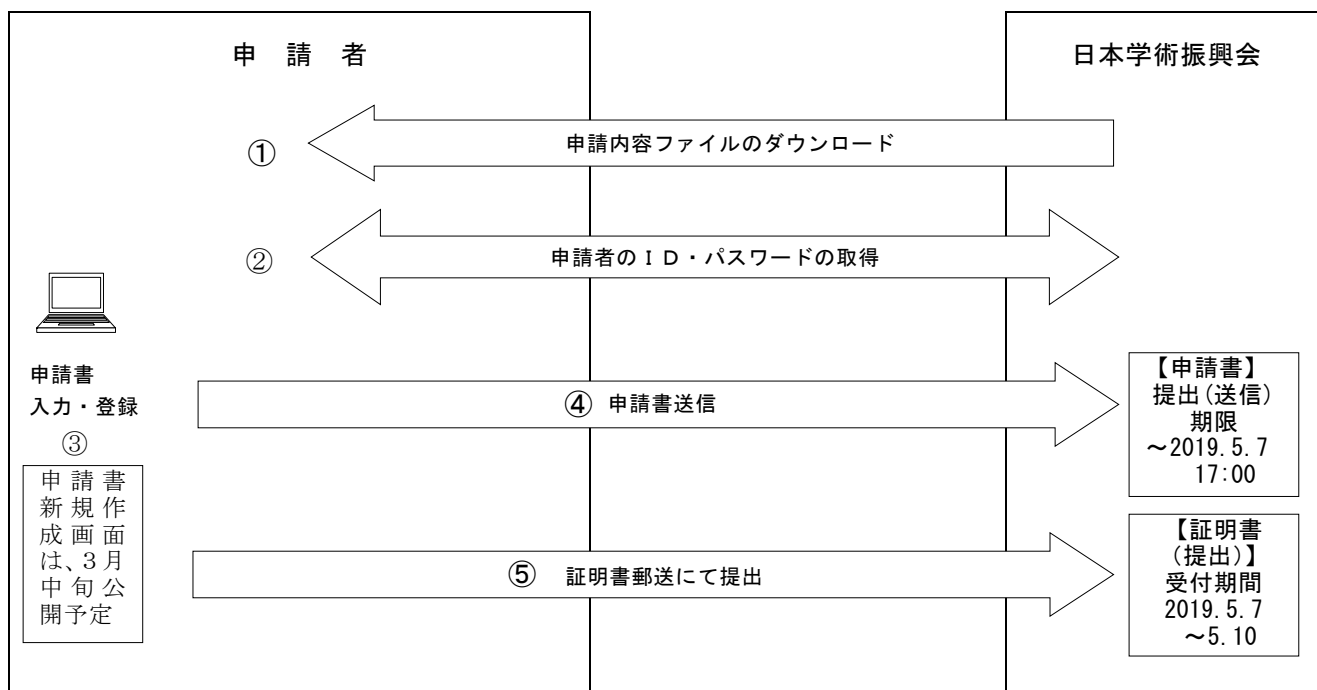 申 請 者
日本学術振興会
① 申請内容ファイルのダウンロード
② 申請者のＩＤ・パスワードの取得
申請書
入力・登録
③
申請書
新規作
成画面
は、３月
中旬公
開予定
④ 申請書送信
【申請書】
提出(送信)
期限
～2019.5.7
17:00
⑤ 証明書郵送にて提出
【証明書
(提出)】
受付期間
2019.5.7
～5.10